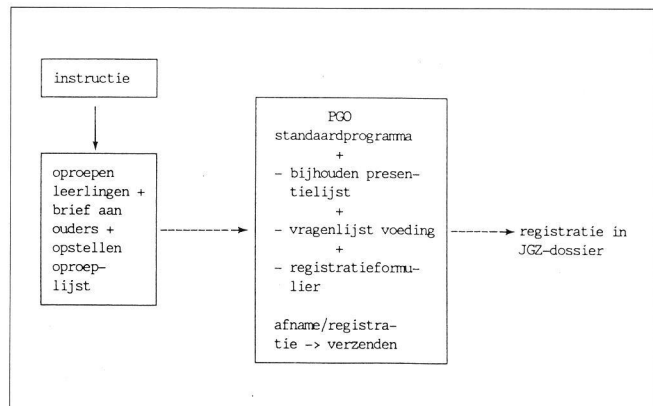 instructie
oproepen
leerlingen +
brief aan
ouders +
opstellen
oproep-
lijst
PGO
standaardprogramma
+
- bijhouden presen-
tielijst
+
- vragenlijst voeding
+
- registratieformu-
lier
afname/registra-
tie -> verzenden
registratie in
JGZ-dossier